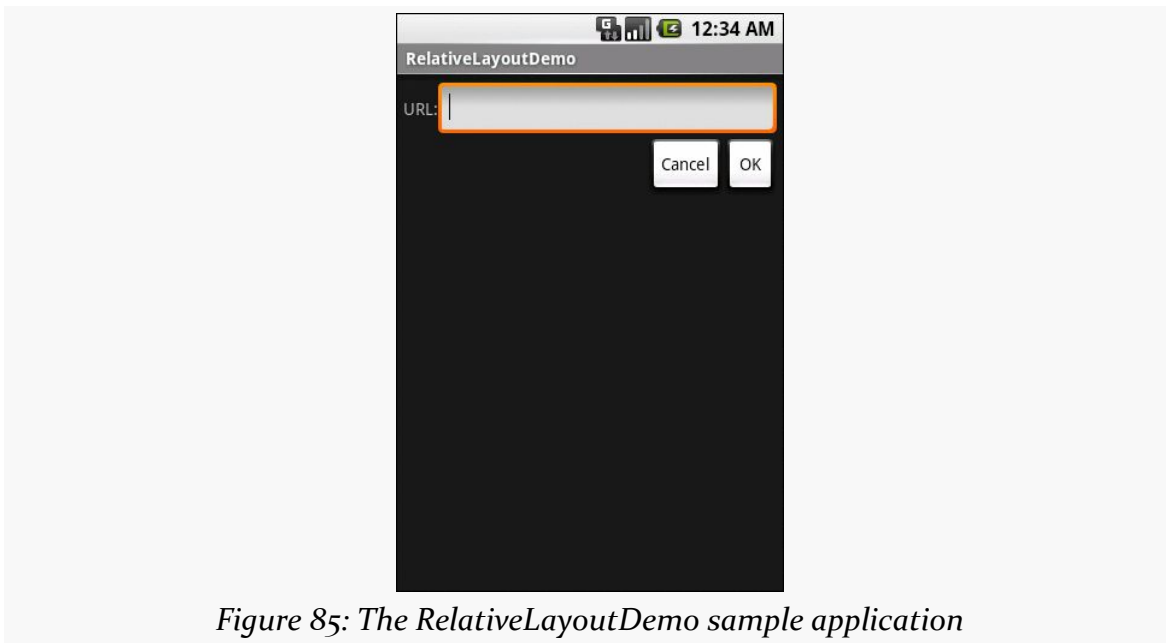 12:34 AM
RelativeLayoutDemo
URL:
Cancel OK
Figure 85: The RelativeLayoutDemo sample application